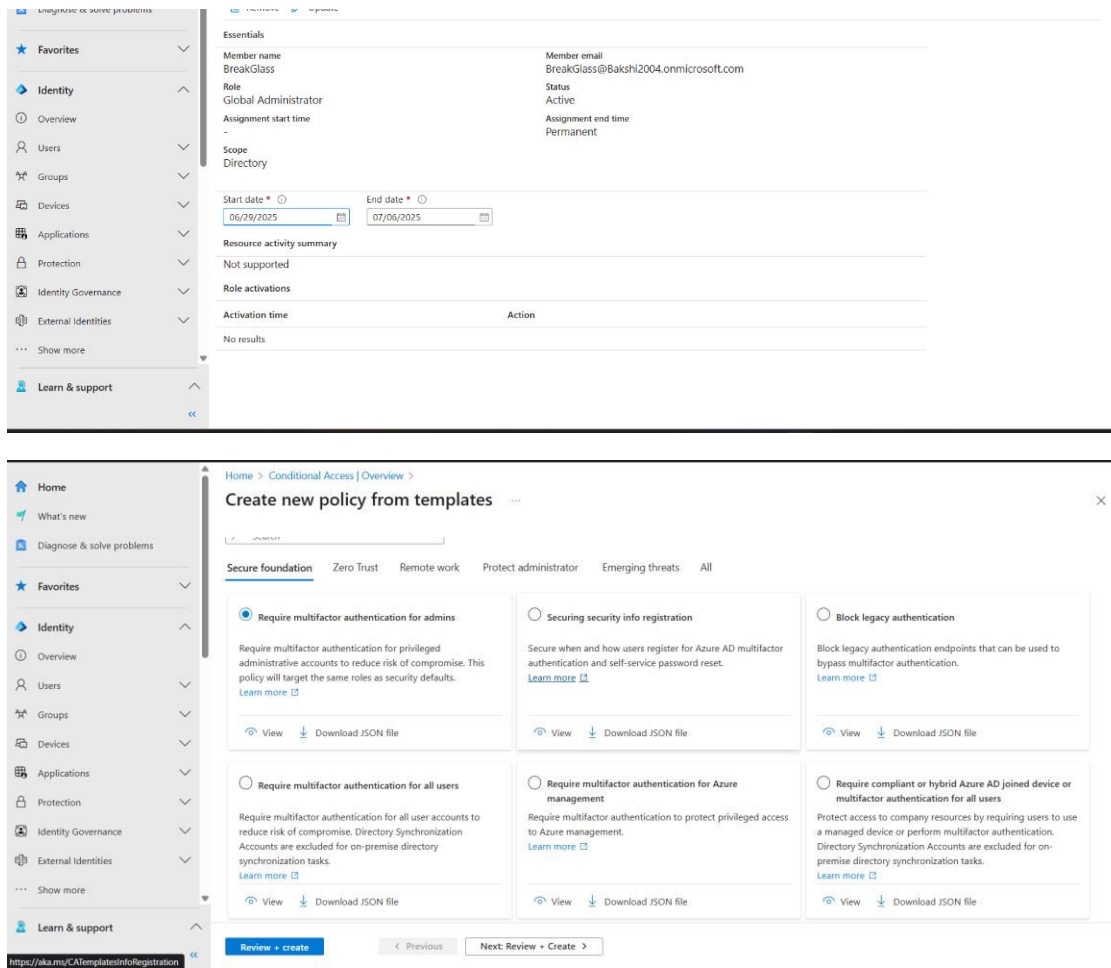 Diagnose & solve problems
Favorites
Identity
Overview
Users
Groups
Devices
Applications
Protection
Identity Governance
External Identities
Show more
Learn & support
Remove Update
Essentials
Member name
BreakGlass
Member email
BreakGlass@Bakshi2004.onmicrosoft.com
Role
Global Administrator
Status
Active
Assignment start time
-
Assignment end time
Permanent
Scope
Directory
Start date *
End date *
06/29/2025
07/06/2025
Resource activity summary
Not supported
Role activations
Activation time Action
No results
Home
What's new
Diagnose & solve problems
Favorites
Identity
Overview
Users
Groups
Devices
Applications
Protection
Identity Governance
External Identities
Show more
Learn & support
https://aka.ms/CATemplatesInfoRegistration
Home > Conditional Access | Overview >
Create new policy from templates ...
Search
Secure foundation Zero Trust Remote work Protect administrator Emerging threats All
Require multifactor authentication for admins
Require multifactor authentication for privileged
administrative accounts to reduce risk of compromise. This
policy will target the same roles as security defaults.
Learn more
View Download JSON file
Securing security info registration
Secure when and how users register for Azure AD multifactor
authentication and self-service password reset.
Learn more
View Download JSON file
Block legacy authentication
Block legacy authentication endpoints that can be used to
bypass multifactor authentication.
Learn more
View Download JSON file
Require multifactor authentication for all users
Require multifactor authentication for all user accounts to
reduce risk of compromise. Directory Synchronization
Accounts are excluded for on-premise directory
synchronization tasks.
Learn more
View Download JSON file
Require multifactor authentication for Azure
management
Require multifactor authentication to protect privileged access
to Azure management.
Learn more
View Download JSON file
Require compliant or hybrid Azure AD joined device or
multifactor authentication for all users
Protect access to company resources by requiring users to use
a managed device or perform multifactor authentication.
Directory Synchronization Accounts are excluded for on-
premise directory synchronization tasks.
Learn more
View Download JSON file
Review + create
< Previous
Next: Review + Create >